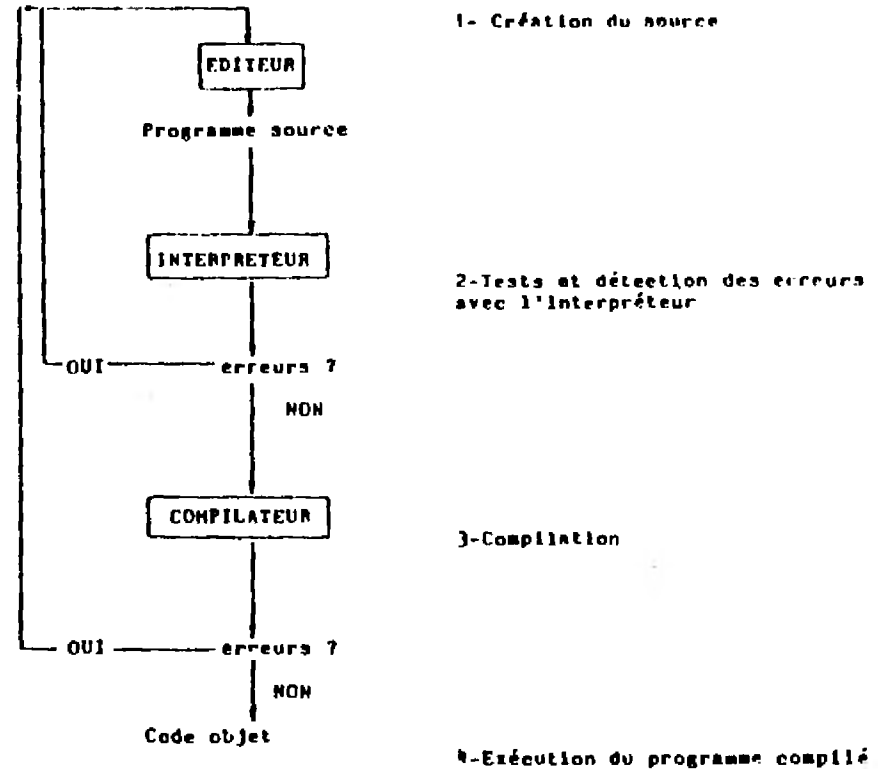 1- Création du source
EDITEUR
Programme source
INTERPRETEUR
2-Tests et détection des erreurs
avec l'interpréteur
OUI
erreurs ?
NON
COMPILATEUR
3-Compilation
OUI
erreurs ?
NON
Code objet
4-Exécution du programme compilé